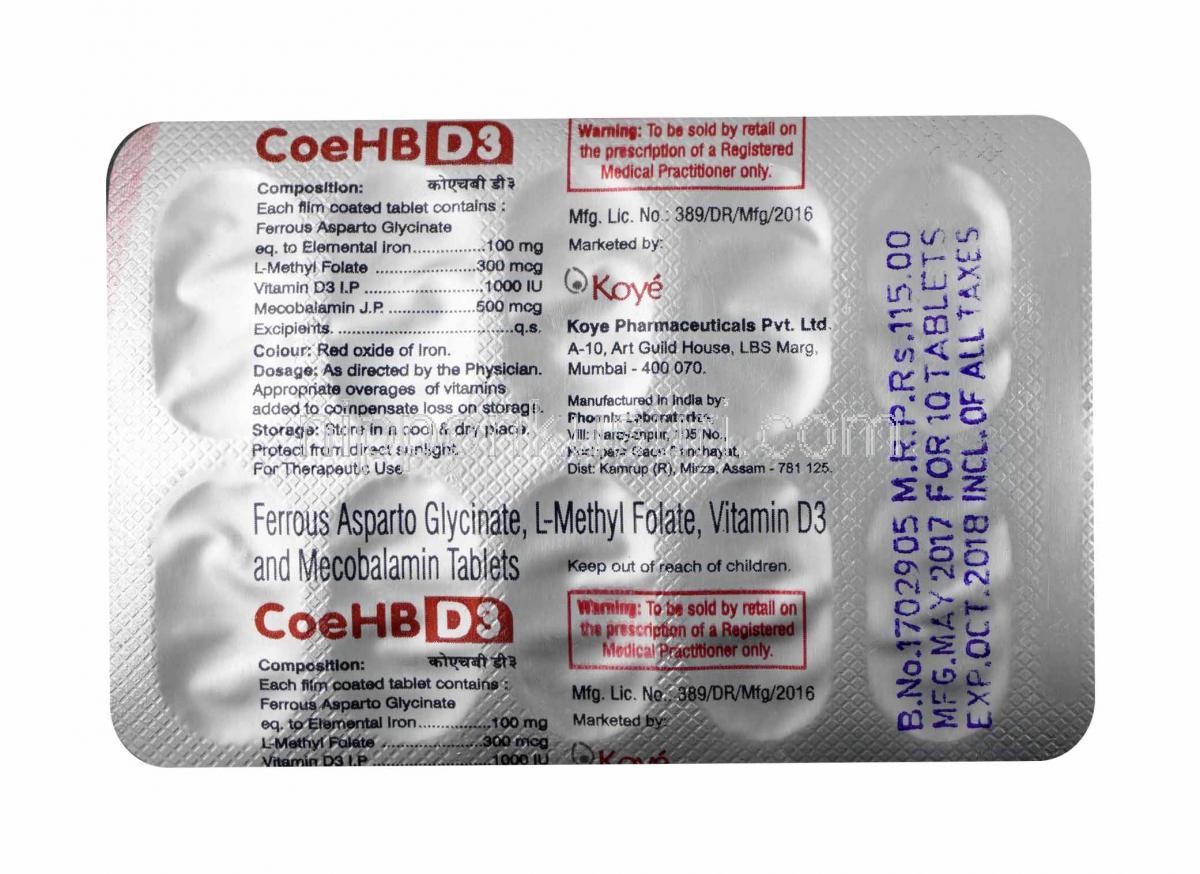 CoeHB D3
कोएचबी डी३
Composition:
Each film coated tablet contains :
Ferrous Asparto Glycinate
eq. to Elemental Iron................100 mg
L-Methyl Folate ......................300 mcg
Vitamin D3 I.P .........................1000 IU
Mecobalamin J.P. ...................500 mcg
Excipients. ...............................q.s.
Colour: Red oxide of Iron.
Dosage: As directed by the Physician.
Appropriate overages of vitamins
added to compensate loss on storage.
Storage: Store in a cool & dry place.
Protect from direct sunlight.
For Therapeutic Use
Warning: To be sold by retail on
the prescription of a Registered
Medical Practitioner only.
Mfg. Lic. No.: 389/DR/Mfg/2016
Marketed by:
Koyé
Koye Pharmaceuticals Pvt. Ltd.
A-10, Art Guild House, LBS Marg,
Mumbai - 400 070.
Manufactured in India by:
Phoenix Laboratories
Vill: Narayanpur, No.,
Panchayat,
Dist: Kamrup (R), Mirza, Assam - 781 125.
Ferrous Asparto Glycinate, L-Methyl Folate, Vitamin D3
and Mecobalamin Tablets
Keep out of reach of children.
CoeHB D3
कोएचबी डी३
Composition:
Each film coated tablet contains :
Ferrous Asparto Glycinate
eq. to Elemental Iron................100 mg
L-Methyl Folate ......................300 mcg
Vitamin D3 I.P .........................1000 IU
Warning: To be sold by retail on
the prescription of a Registered
Medical Practitioner only.
Mfg. Lic. No.: 389/DR/Mfg/2016
Marketed by:
Koyé
B.No.1702905 M.R.P.Rs.115.00
MFG.MAY 2017 FOR 10 TABLETS
EXP.OCT.2018 INCL.OF ALL TAXES